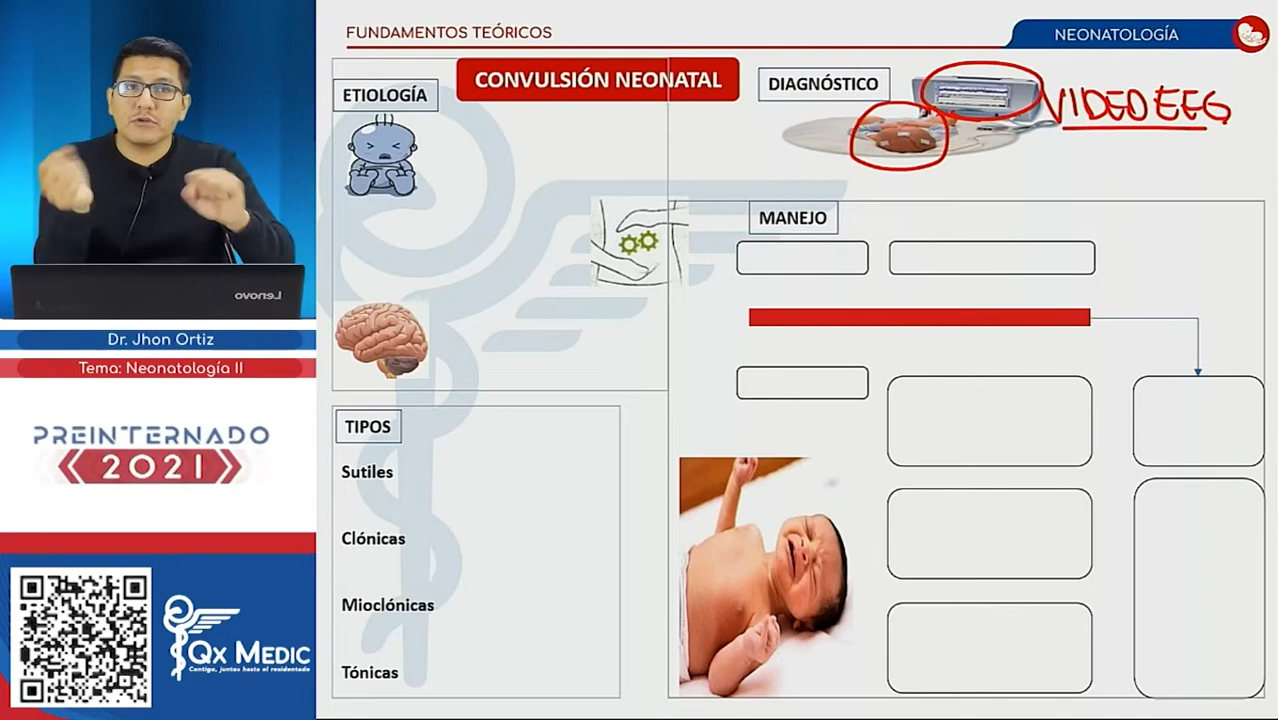 FUNDAMENTOS TEÓRICOS
NEONATOLOGÍA
CONVULSIÓN NEONATAL
ETIOLOGÍA
DIAGNÓSTICO
VIDEO EEG
MANEJO
TIPOS
Sutiles
Clónicas
Mioclónicas
Tónicas
Lenovo
Dr. Jhon Ortiz
Tema: Neonatología II
PREINTERNADO
2021
QX MEDIC
Contigo, juntos hasta el residentado